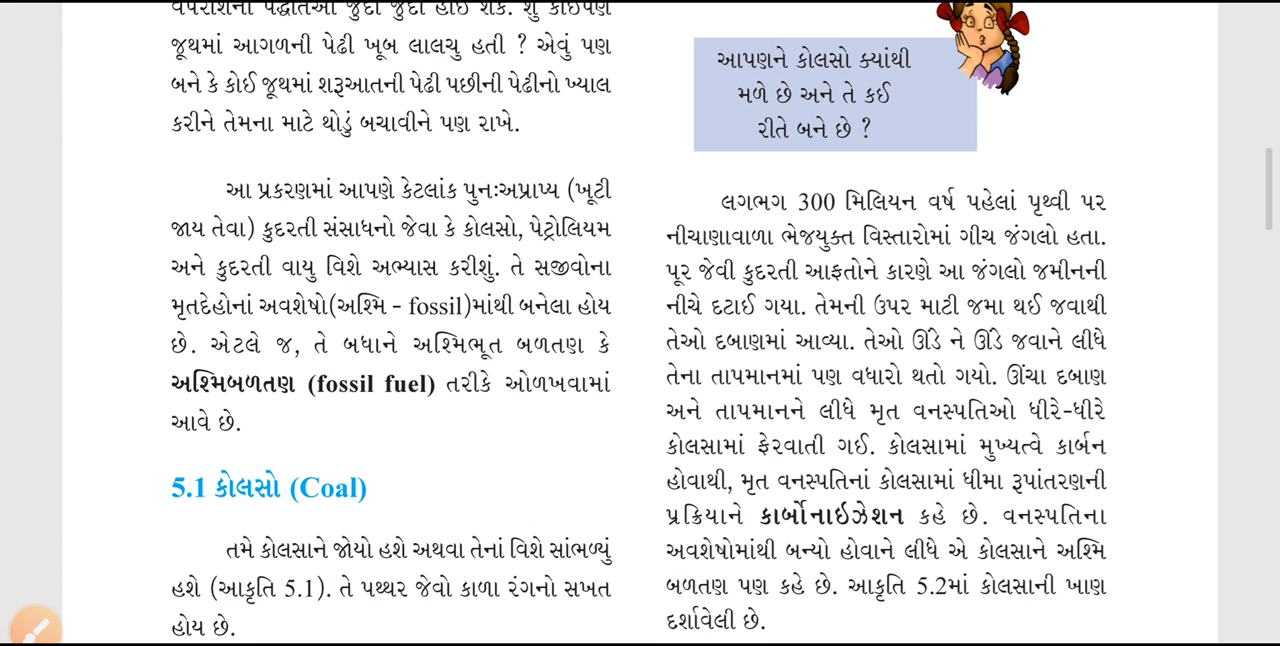 વપરાશની પદ્ધતિઓ જુદી જુદી હોઈ શકે. શું કોઈપણ
જૂથમાં આગળની પેઢી ખૂબ લાલચુ હતી ? એવું પણ
બને કે કોઈ જૂથમાં શરૂઆતની પેઢી પછીની પેઢીનો ખ્યાલ
કરીને તેમના માટે થોડું બચાવીને પણ રાખે.
આ પ્રકરણમાં આપણે કેટલાંક પુનઃઅપ્રાપ્ય (ખૂટી
જાય તેવા) કુદરતી સંસાધનો જેવા કે કોલસો, પેટ્રોલિયમ
અને કુદરતી વાયુ વિશે અભ્યાસ કરીશું. તે સજીવોના
મૃતદેહોનાં અવશેષો(અશ્મિ - fossil)માંથી બનેલા હોય
છે. એટલે જ, તે બધાને અશ્મિભૂત બળતણ કે
અશ્મિબળતણ (fossil fuel) તરીકે ઓળખવામાં
આવે છે.
5.1 કોલસો (Coal)
તમે કોલસાને જોયો હશે અથવા તેનાં વિશે સાંભળ્યું
હશે (આકૃતિ 5.1). તે પથ્થર જેવો કાળા રંગનો સખત
હોય છે.
આપણને કોલસો ક્યાંથી
મળે છે અને તે કઈ
રીતે બને છે ?
લગભગ 300 મિલિયન વર્ષ પહેલાં પૃથ્વી પર
નીચાણવાળા ભેજયુક્ત વિસ્તારોમાં ગીચ જંગલો હતા.
પૂર જેવી કુદરતી આફતોને કારણે આ જંગલો જમીનની
નીચે દટાઈ ગયા. તેમની ઉપર માટી જમા થઈ જવાથી
તેઓ દબાણમાં આવ્યા. તેઓ ઊંડે ને ઊંડે જવાને લીધે
તેના તાપમાનમાં પણ વધારો થતો ગયો. ઊંચા દબાણ
અને તાપમાનને લીધે મૃત વનસ્પતિઓ ધીરે-ધીરે
કોલસામાં ફેરવાતી ગઈ. કોલસામાં મુખ્યત્વે કાર્બન
હોવાથી, મૃત વનસ્પતિનાં કોલસામાં ધીમા રૂપાંતરણની
પ્રક્રિયાને કાર્બોનાઇઝેશન કહે છે. વનસ્પતિના
અવશેષોમાંથી બન્યો હોવાને લીધે એ કોલસાને અશ્મિ
બળતણ પણ કહે છે. આકૃતિ 5.2માં કોલસાની ખાણ
દર્શાવેલી છે.